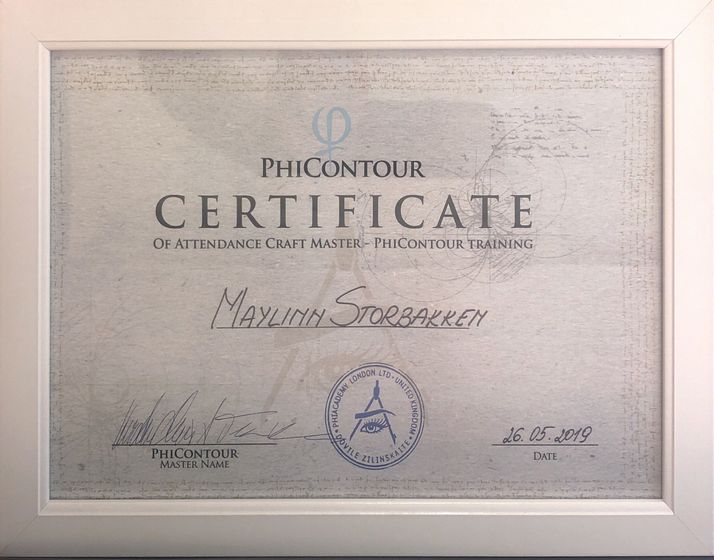 φ
PHICONTOUR
CERTIFICATE
OF ATTENDANCE CRAFT MASTER - PHICONTOUR TRAINING
MAYLINN STORBAKKEN
PHIACADEMY LONDON LTD - UNITED KINGDOM
DOVILE ZILINSKAITE
26.05.2019
PHICONTOUR
MASTER NAME
DATE